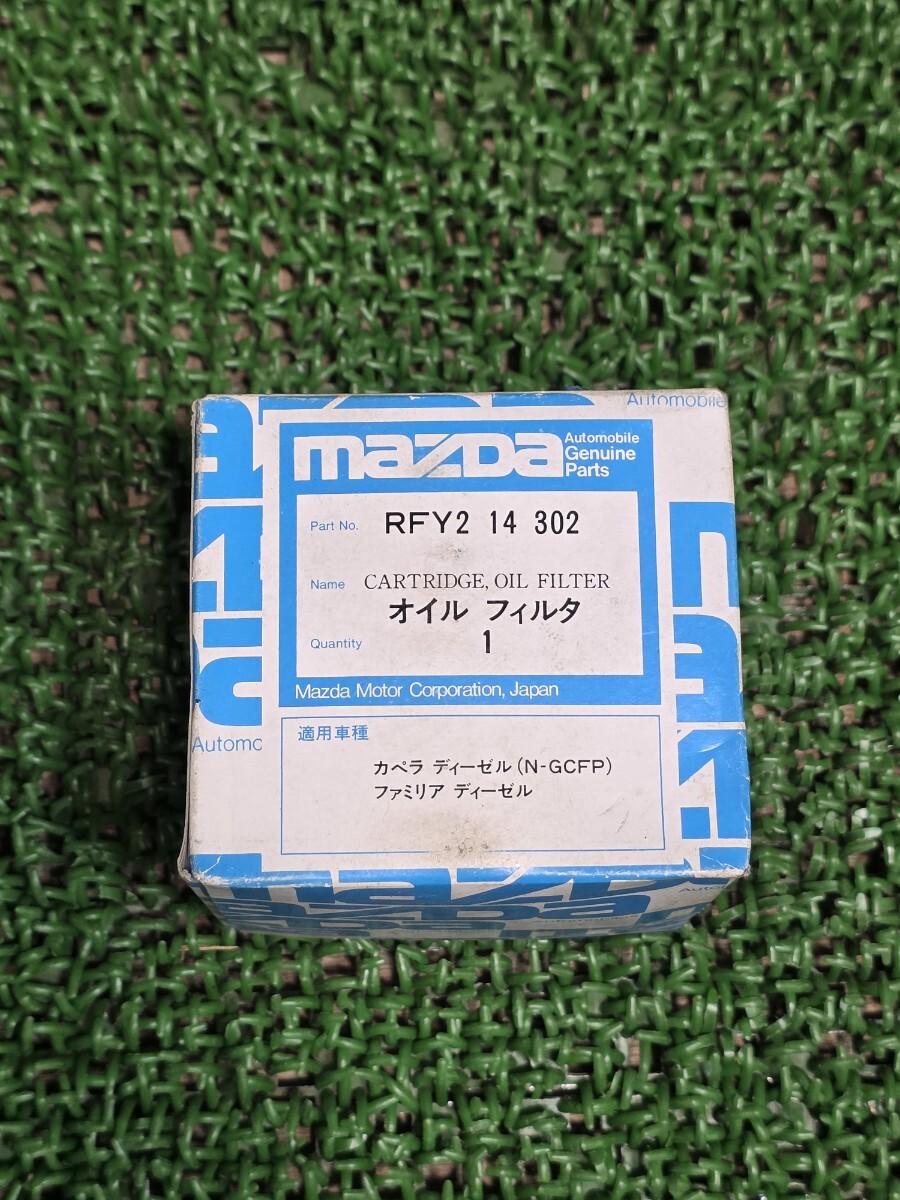 Automobile
mazda
Automobile
Genuine
Parts
Part No. RFY2 14 302
Name CARTRIDGE, OIL FILTER
オイル フィルタ
Quantity 1
Mazda Motor Corporation, Japan
適用車種
カペラ ディーゼル(N-GCFP)
ファミリア ディーゼル